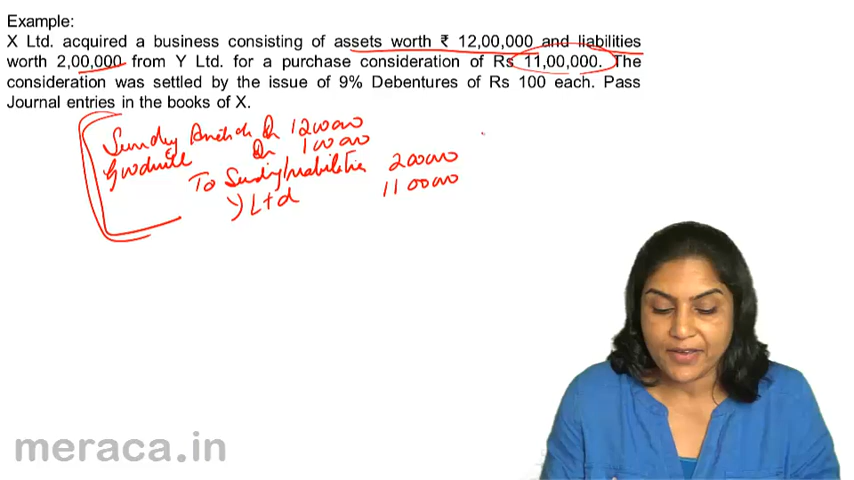 Example:
X Ltd. acquired a business consisting of assets worth ₹ 12,00,000 and liabilities
worth 2,00,000 from Y Ltd. for a purchase consideration of Rs 11,00,000. The
consideration was settled by the issue of 9% Debentures of Rs 100 each. Pass
Journal entries in the books of X.
Sundry Dr 1200000
Goodwill Dr 100000
To Sundry liabilities 200000
Y Ltd 1100000
meraca.in